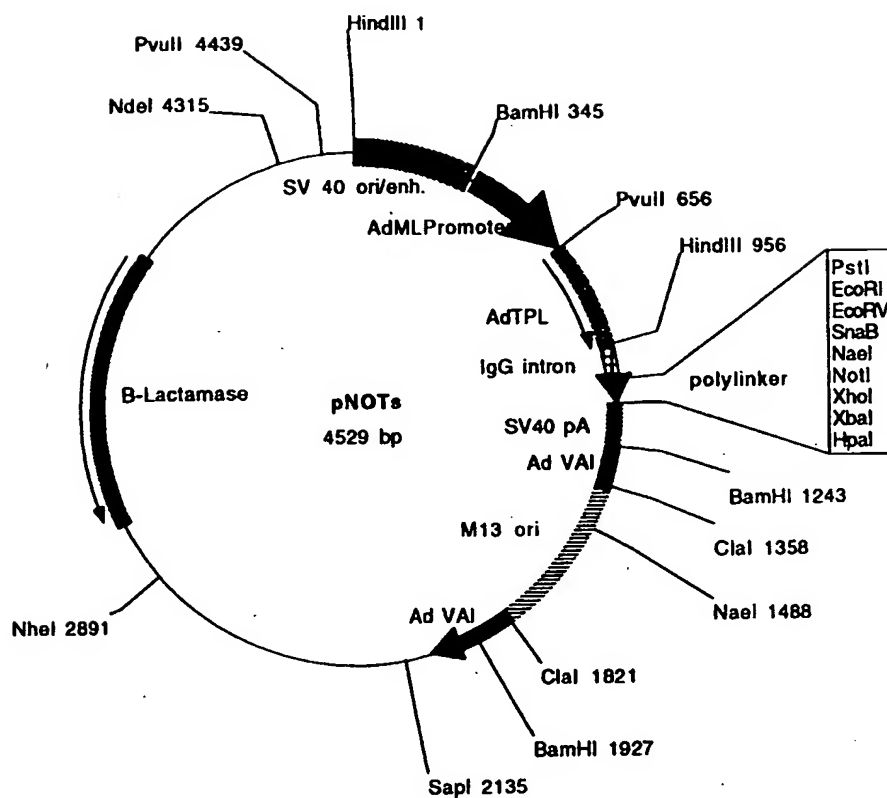 HindIII 1
PvuII 4439
NdeI 4315
BamHI 345
SV 40 ori/enh.
AdMLPromoter
PvuII 656
HindIII 956
PstI
EcoRI
EcoRV
SnaB
NaeI
NotI
XhoI
XbaI
HpaI
AdTPL
IgG intron
polylinker
B-Lactamase
pNOTs
4529 bp
SV40 pA
Ad VAI
BamHI 1243
M13 ori
ClaI 1358
NaeI 1488
Ad VAI
NheI 2891
ClaI 1821
BamHI 1927
SapI 2135